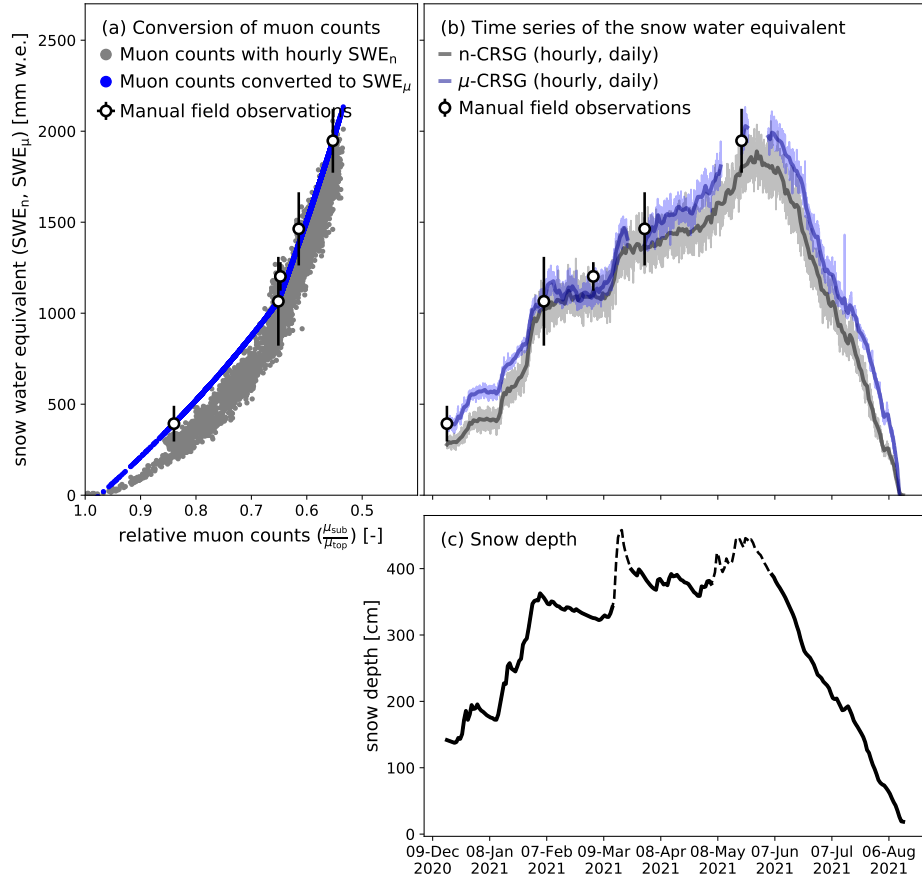 (a) Conversion of muon counts
Muon counts with hourly SWEₙ
Muon counts converted to SWE_μ
Manual field observations
snow water equivalent (SWEₙ, SWE_μ) [mm w.e.]
2500
2000
1500
1000
500
0
1.0 0.9 0.8 0.7 0.6 0.5
relative muon counts (μ_sub/μ_top) [-]
(b) Time series of the snow water equivalent
n-CRSG (hourly, daily)
μ-CRSG (hourly, daily)
Manual field observations
(c) Snow depth
snow depth [cm]
400
300
200
100
0
09-Dec 08-Jan 07-Feb 09-Mar 08-Apr 08-May 07-Jun 07-Jul 06-Aug
2020 2021 2021 2021 2021 2021 2021 2021 2021